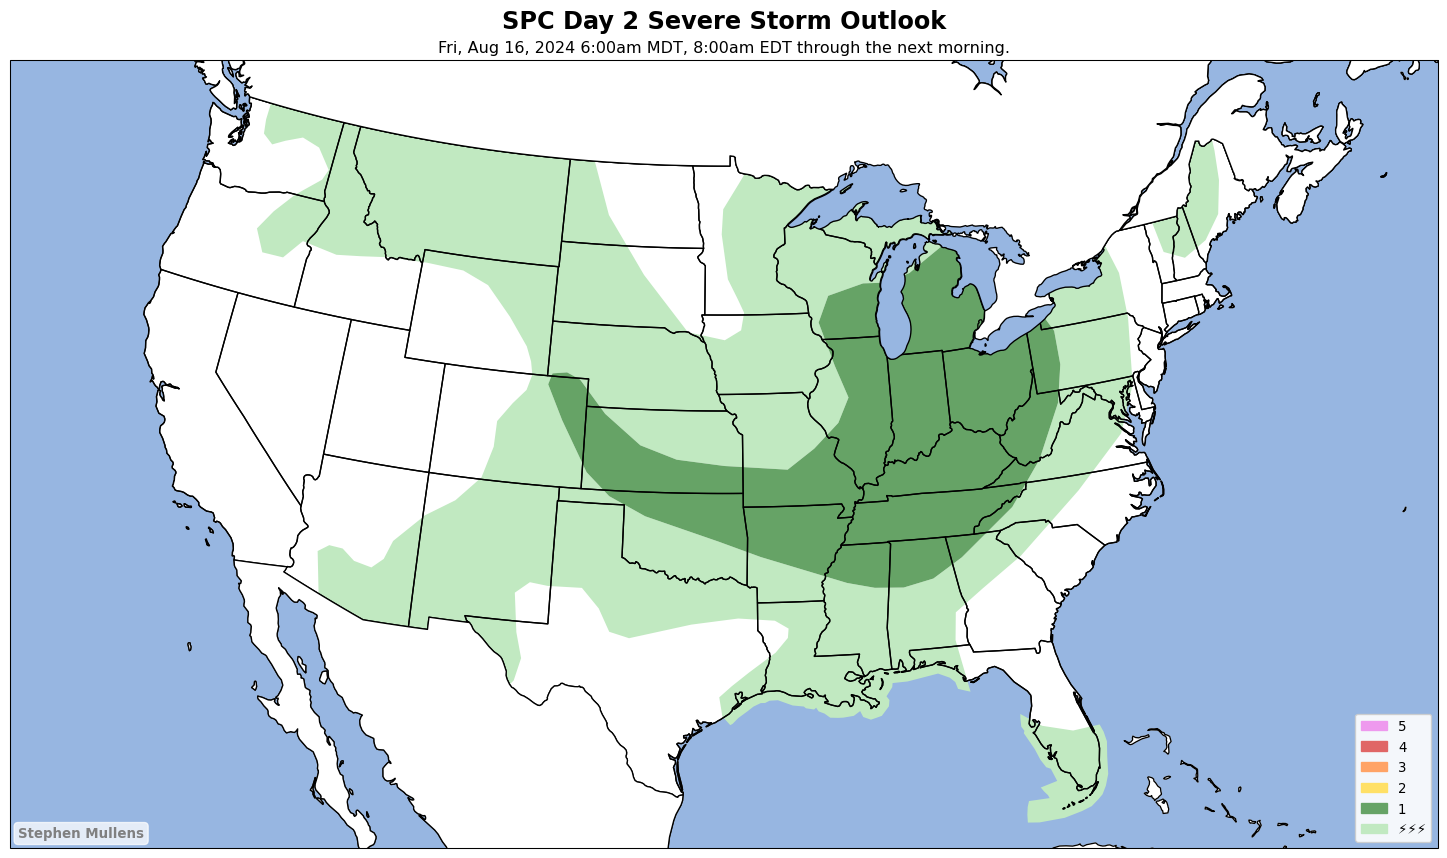 SPC Day 2 Severe Storm Outlook
Fri, Aug 16, 2024 6:00am MDT, 8:00am EDT through the next morning.
5
4
3
2
1
⚡⚡⚡
Stephen Mullens